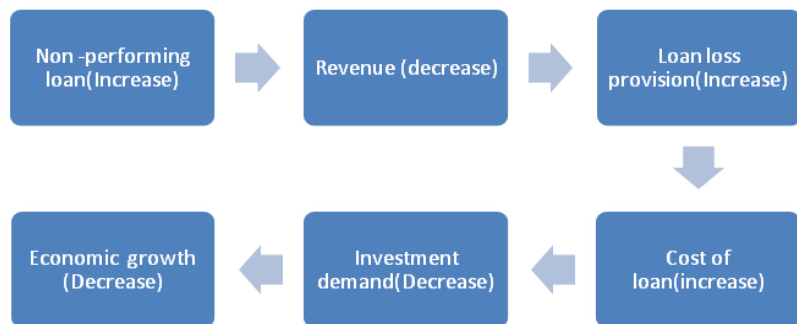 Non -performing
loan(Increase)
Revenue (decrease)
Loan loss
provision(Increase)
Cost of
loan(increase)
Investment
demand(Decrease)
Economic growth
(Decrease)